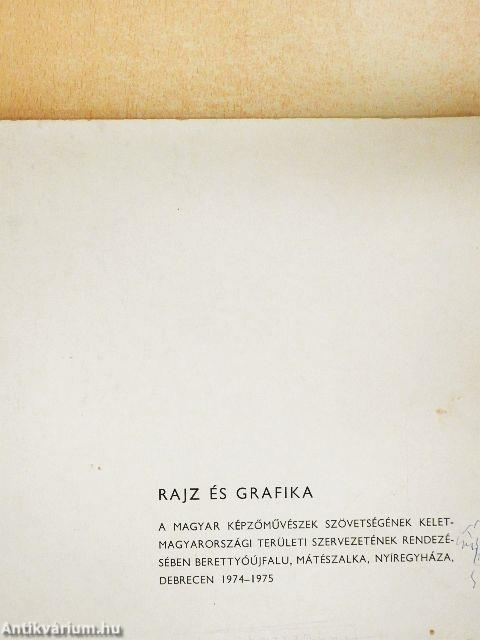 RAJZ ÉS GRAFIKA
A MAGYAR KÉPZŐMŰVÉSZEK SZÖVETSÉGÉNEK KELET-
MAGYARORSZÁGI TERÜLETI SZERVEZETÉNEK RENDEZÉ-
SÉBEN BERETTYÓÚJFALU, MÁTÉSZALKA, NYÍREGYHÁZA,
DEBRECEN 1974–1975
Antikvárium.hu